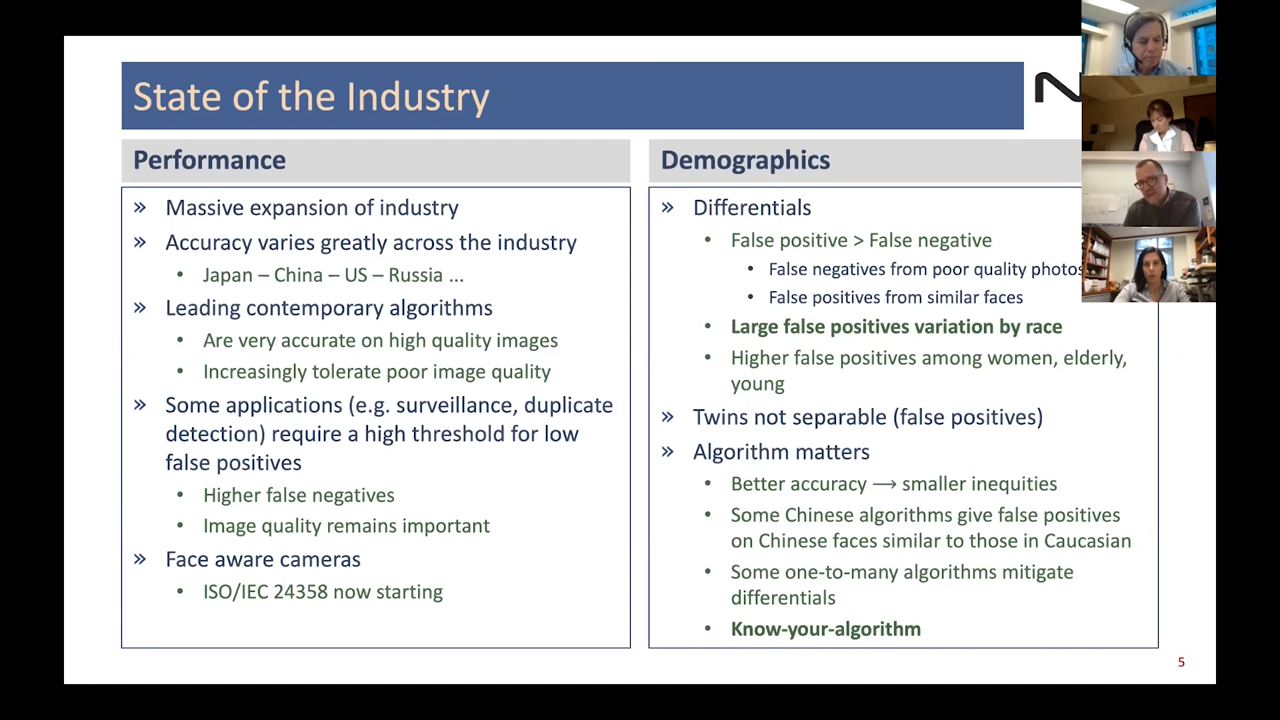 State of the Industry
Performance
» Massive expansion of industry
» Accuracy varies greatly across the industry
• Japan – China – US – Russia ...
» Leading contemporary algorithms
• Are very accurate on high quality images
• Increasingly tolerate poor image quality
» Some applications (e.g. surveillance, duplicate
detection) require a high threshold for low
false positives
• Higher false negatives
• Image quality remains important
» Face aware cameras
• ISO/IEC 24358 now starting
Demographics
» Differentials
• False positive > False negative
• False negatives from poor quality photos
• False positives from similar faces
• Large false positives variation by race
• Higher false positives among women, elderly,
young
» Twins not separable (false positives)
» Algorithm matters
• Better accuracy ⟶ smaller inequities
• Some Chinese algorithms give false positives
on Chinese faces similar to those in Caucasian
• Some one-to-many algorithms mitigate
differentials
• Know-your-algorithm
5